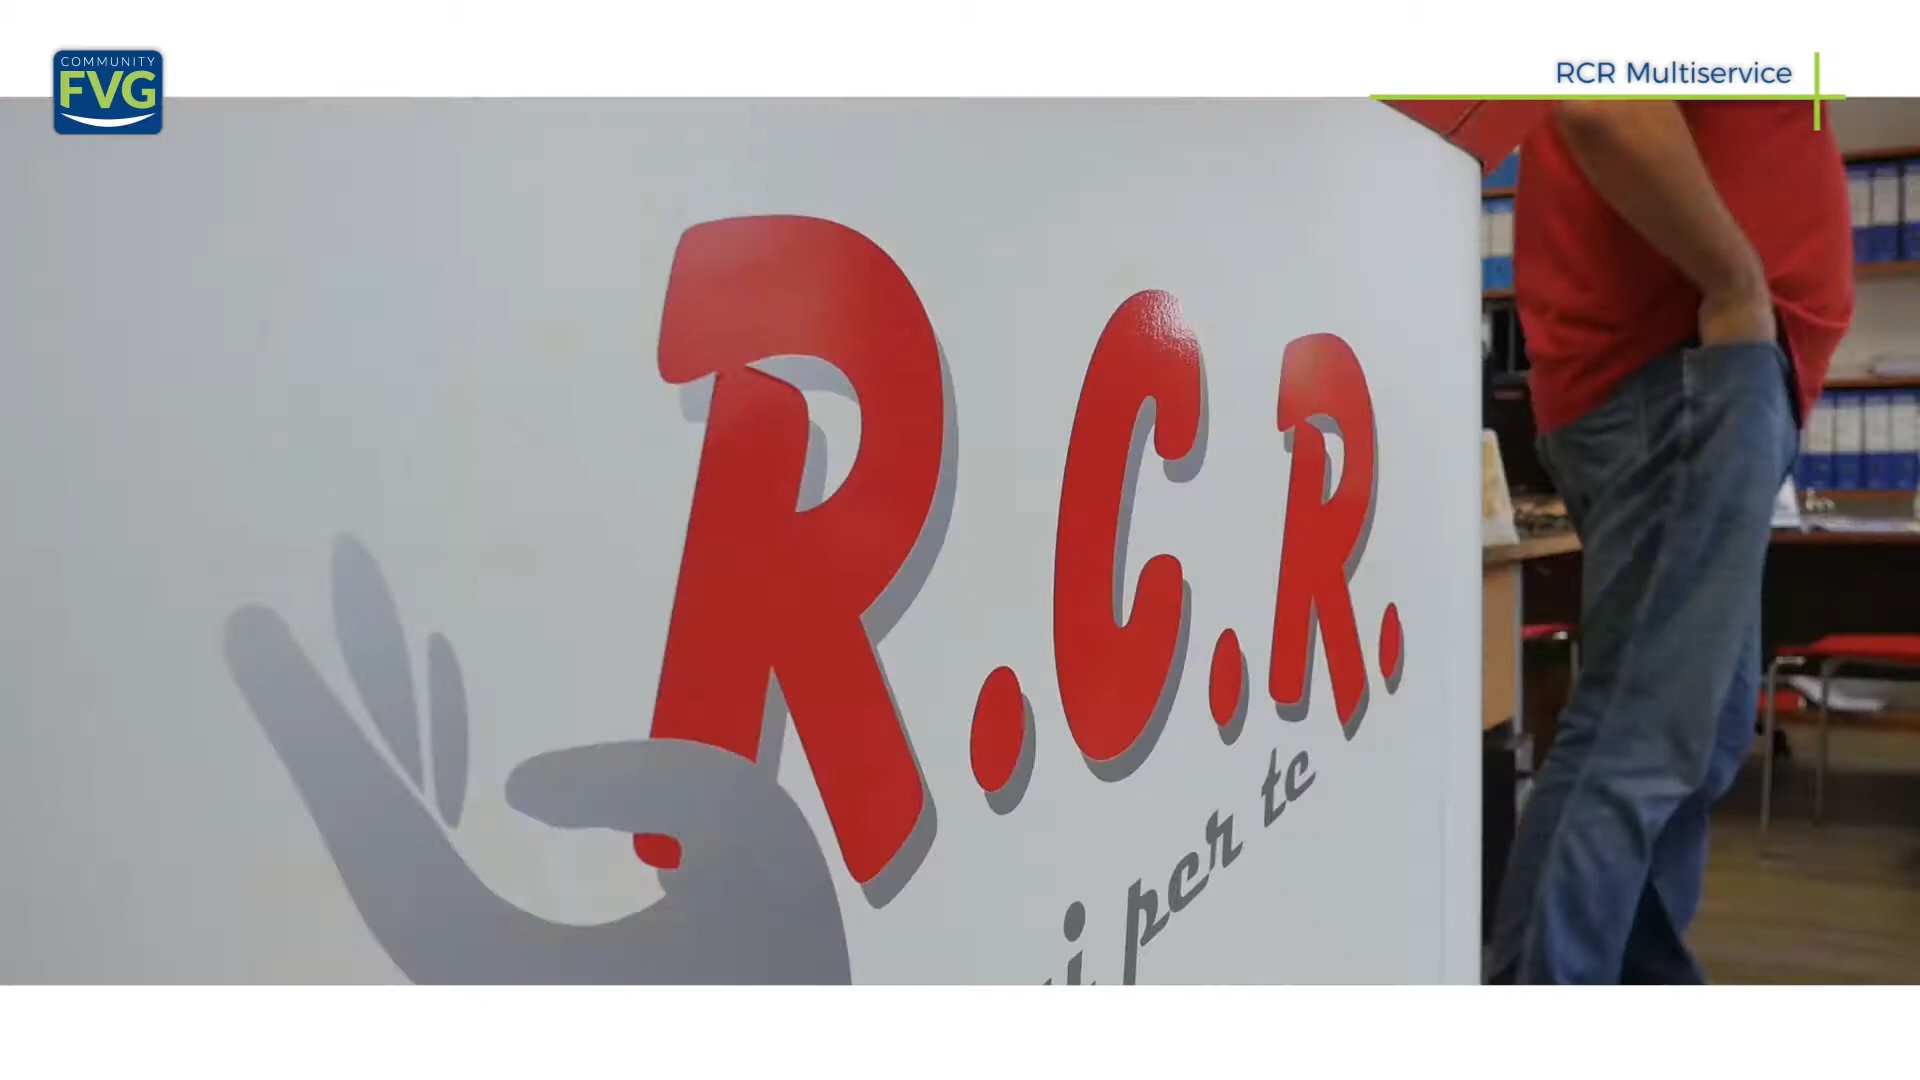 COMMUNITY
FVG
RCR Multiservice
R.C.R.
per te